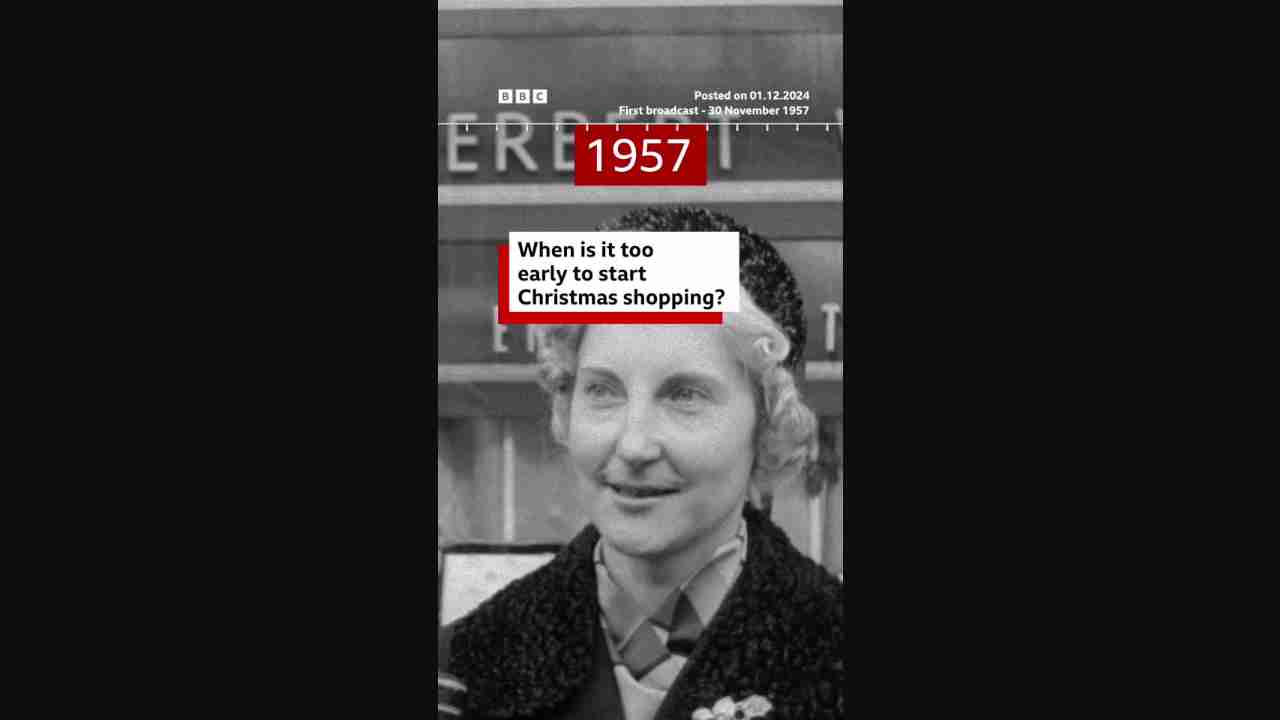 BBC
Posted on 01.12.2024
First broadcast - 30 November 1957
1957
When is it too
early to start
Christmas shopping?